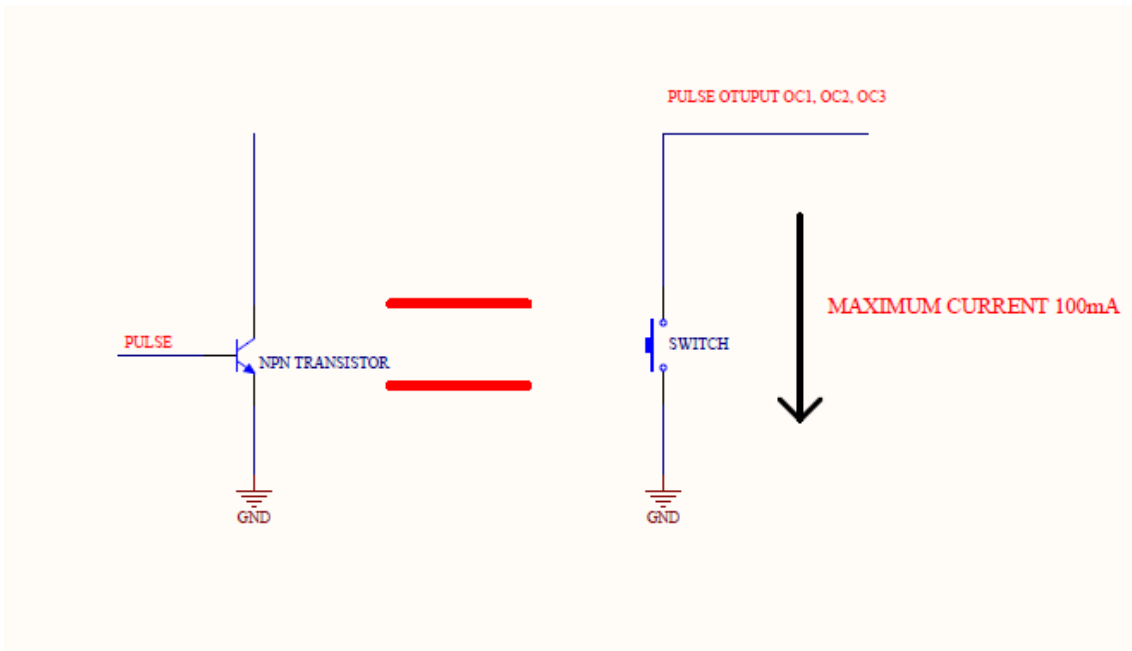 PULSE OTUPUT OC1, OC2, OC3
MAXIMUM CURRENT 100mA
PULSE
SWITCH
NPN TRANSISTOR
GND
GND